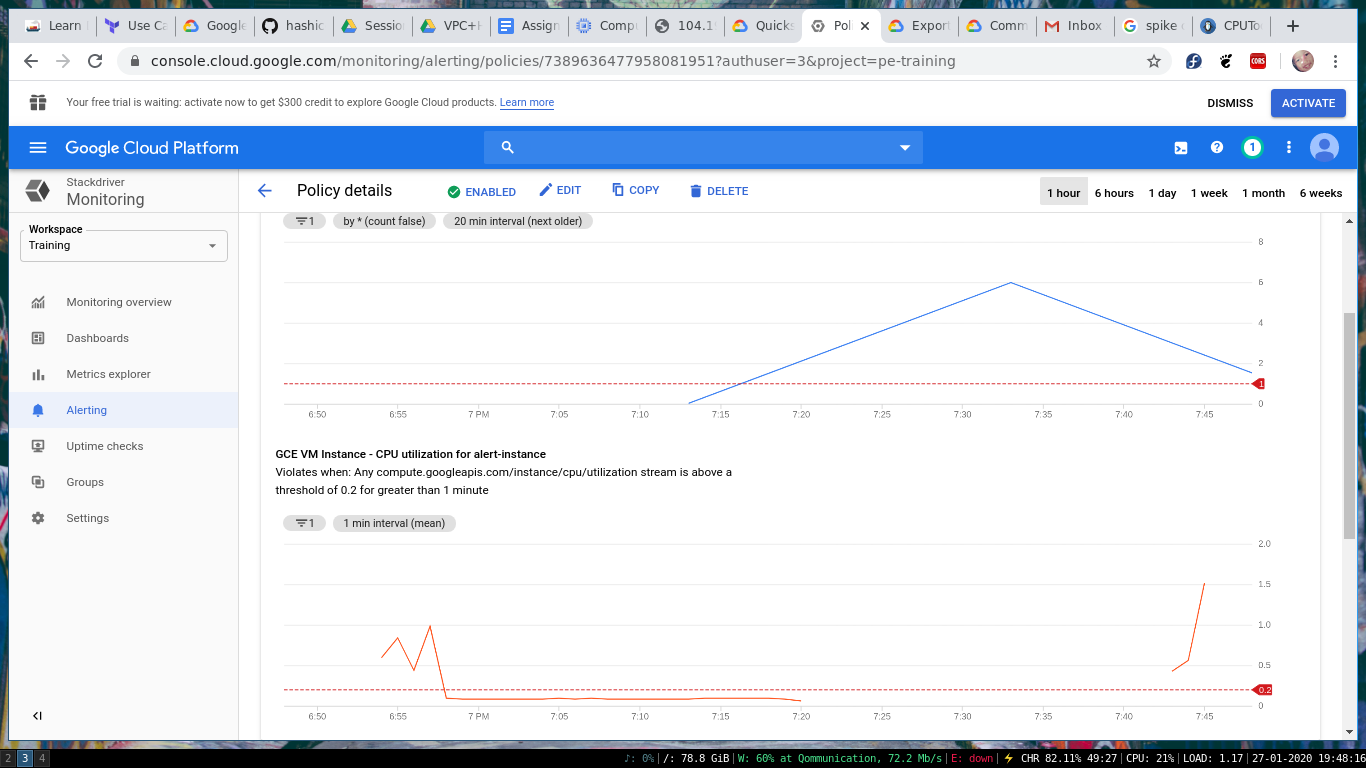 Learn
Use Ca
Google
hashic
Sessio
VPC+H
Assign
Compu
104.19
Quicks
Poli
Export
Comm
Inbox
spike
CPUToo
console.cloud.google.com/monitoring/alerting/policies/7389636477958081951?authuser=3&project=pe-training
CORS
Your free trial is waiting: activate now to get $300 credit to explore Google Cloud products. Learn more
DISMISS
ACTIVATE
Google Cloud Platform
1
Stackdriver
Monitoring
Policy details
ENABLED
EDIT
COPY
DELETE
1 hour
6 hours
1 day
1 week
1 month
6 weeks
Workspace
Training
Monitoring overview
Dashboards
Metrics explorer
Alerting
Uptime checks
Groups
Settings
1
by * (count false)
20 min interval (next older)
8
6
4
2
1
0
6:50 6:55 7 PM 7:05 7:10 7:15 7:20 7:25 7:30 7:35 7:40 7:45
GCE VM Instance - CPU utilization for alert-instance
Violates when: Any compute.googleapis.com/instance/cpu/utilization stream is above a
threshold of 0.2 for greater than 1 minute
1
1 min interval (mean)
2.0
1.5
1.0
0.5
0.2
0
6:50 6:55 7 PM 7:05 7:10 7:15 7:20 7:25 7:30 7:35 7:40 7:45
2 3 4
♪: 0%|/: 78.8 GiB|W: 60% at Qommunication, 72.2 Mb/s|E: down|⚡ CHR 82.11% 49:27|CPU: 21%|LOAD: 1.17|27-01-2020 19:48:16